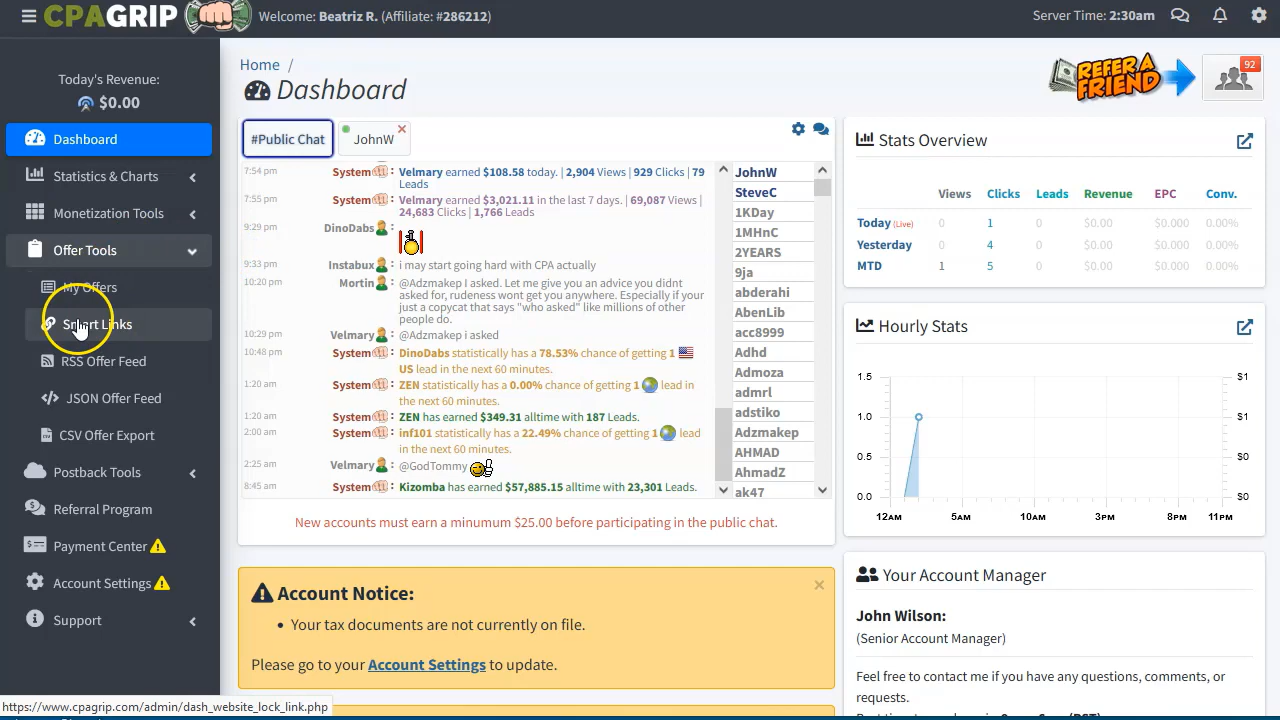 CPAGRIP
Welcome: Beatriz R. (Affiliate: #286212)
Server Time: 2:30am
Today's Revenue:
$0.00
Dashboard
Statistics & Charts
Monetization Tools
Offer Tools
My Offers
Smart Links
RSS Offer Feed
JSON Offer Feed
CSV Offer Export
Postback Tools
Referral Program
Payment Center
Account Settings
Support
Home /
Dashboard
REFER A
FRIEND
92
#Public Chat
JohnW
7:54 pm System: Velmary earned $108.58 today. | 2,904 Views | 929 Clicks | 79
Leads
7:55 pm System: Velmary earned $3,021.11 in the last 7 days. | 69,087 Views |
24,683 Clicks | 1,766 Leads
9:29 pm DinoDabs :
9:33 pm Instabux : i may start going hard with CPA actually
10:20 pm Mortin : @Adzmakep I asked. Let me give you an advice you didnt
asked for, rudeness wont get you anywhere. Especially if your
just a copycat that says "who asked" like millions of other
people do.
10:29 pm Velmary : @Adzmakep i asked
10:48 pm System : DinoDabs statistically has a 78.53% chance of getting 1
US lead in the next 60 minutes.
1:20 am System : ZEN statistically has a 0.00% chance of getting 1 lead in
the next 60 minutes.
1:20 am System : ZEN has earned $349.31 alltime with 187 Leads.
2:00 am System : inf101 statistically has a 22.49% chance of getting 1 lead
in the next 60 minutes.
2:25 am Velmary : @GodTommy
8:45 am System : Kizomba has earned $57,885.15 alltime with 23,301 Leads.
JohnW
SteveC
1KDay
1MHnC
2YEARS
9ja
abderahi
AbenLib
acc8999
Adhd
Admoza
admrl
adstiko
Adzmakep
AHMAD
AhmadZ
ak47
New accounts must earn a minumum $25.00 before participating in the public chat.
Account Notice:
• Your tax documents are not currently on file.
Please go to your Account Settings to update.
Stats Overview
Views Clicks Leads Revenue EPC Conv.
Today (Live) 0 1 0 $0.00 $0.000 0.00%
Yesterday 0 4 0 $0.00 $0.000 0.00%
MTD 1 5 0 $0.00 $0.000 0.00%
Hourly Stats
1.5 $1
1.0 $1
0.5 $0
0.0 $0
12AM 5AM 10AM 3PM 8PM 11PM
Your Account Manager
John Wilson:
(Senior Account Manager)
Feel free to contact me if you have any questions, comments, or
requests.
https://www.cpagrip.com/admin/dash_website_lock_link.php